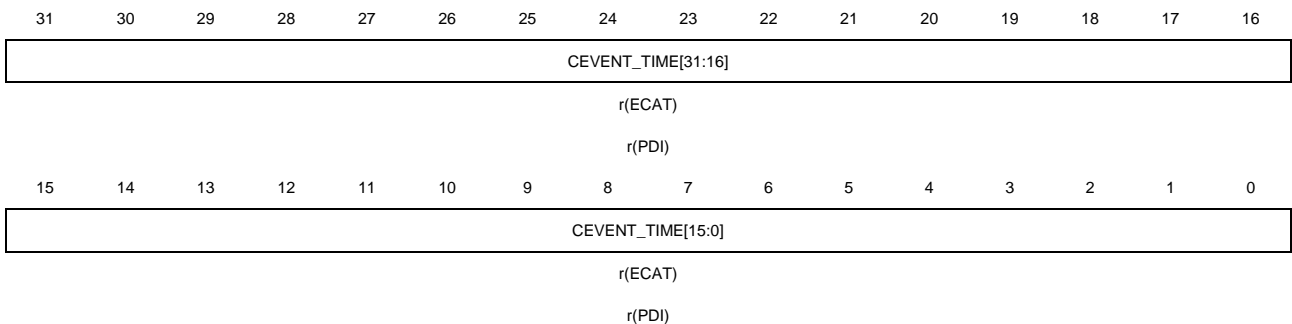 31 30 29 28 27 26 25 24 23 22 21 20 19 18 17 16
CEVENT_TIME[31:16]
r(ECAT)
r(PDI)
15 14 13 12 11 10 9 8 7 6 5 4 3 2 1 0
CEVENT_TIME[15:0]
r(ECAT)
r(PDI)